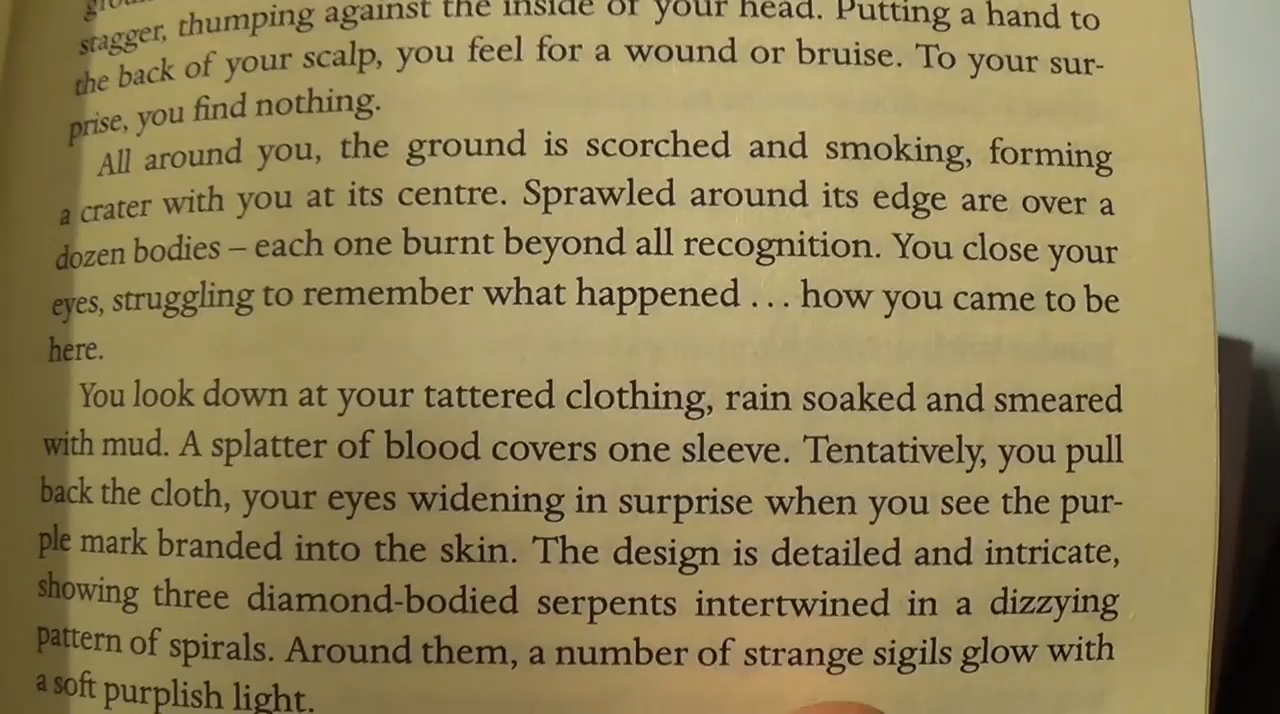 stagger, thumping against the inside of your head. Putting a hand to
the back of your scalp, you feel for a wound or bruise. To your sur-
prise, you find nothing.
All around you, the ground is scorched and smoking, forming
a crater with you at its centre. Sprawled around its edge are over a
dozen bodies – each one burnt beyond all recognition. You close your
eyes, struggling to remember what happened ... how you came to be
here.
You look down at your tattered clothing, rain soaked and smeared
with mud. A splatter of blood covers one sleeve. Tentatively, you pull
back the cloth, your eyes widening in surprise when you see the pur-
ple mark branded into the skin. The design is detailed and intricate,
showing three diamond-bodied serpents intertwined in a dizzying
pattern of spirals. Around them, a number of strange sigils glow with
a soft purplish light.